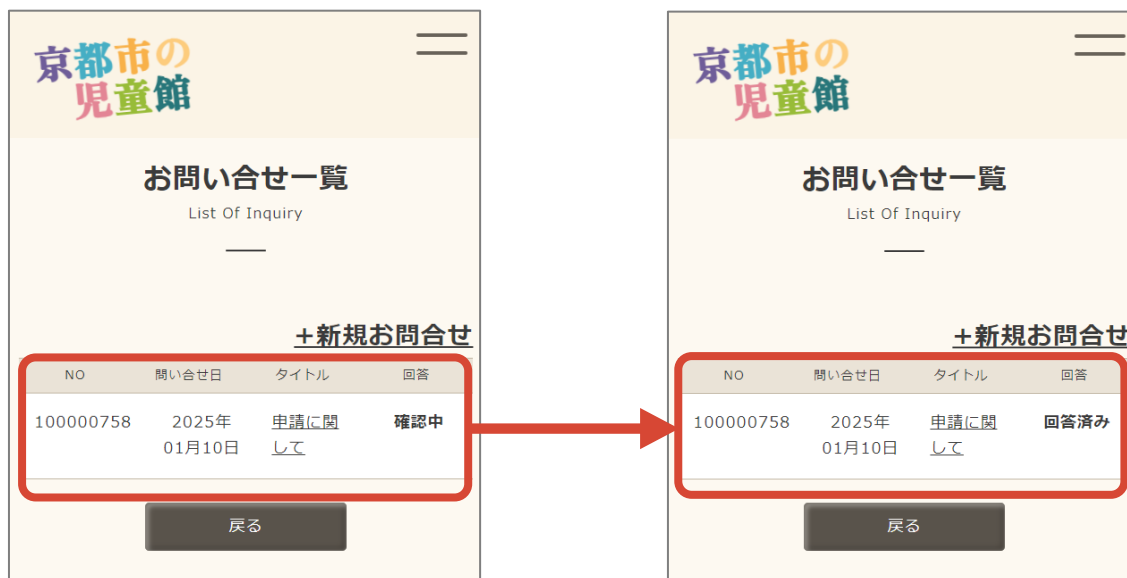 京都市の
児童館
お問い合せ一覧
List Of Inquiry
+新規お問合せ
NO 問い合せ日 タイトル 回答
100000758 2025年 申請に関 確認中
01月10日 して
戻る
京都市の
児童館
お問い合せ一覧
List Of Inquiry
+新規お問合せ
NO 問い合せ日 タイトル 回答
100000758 2025年 申請に関 回答済み
01月10日 して
戻る